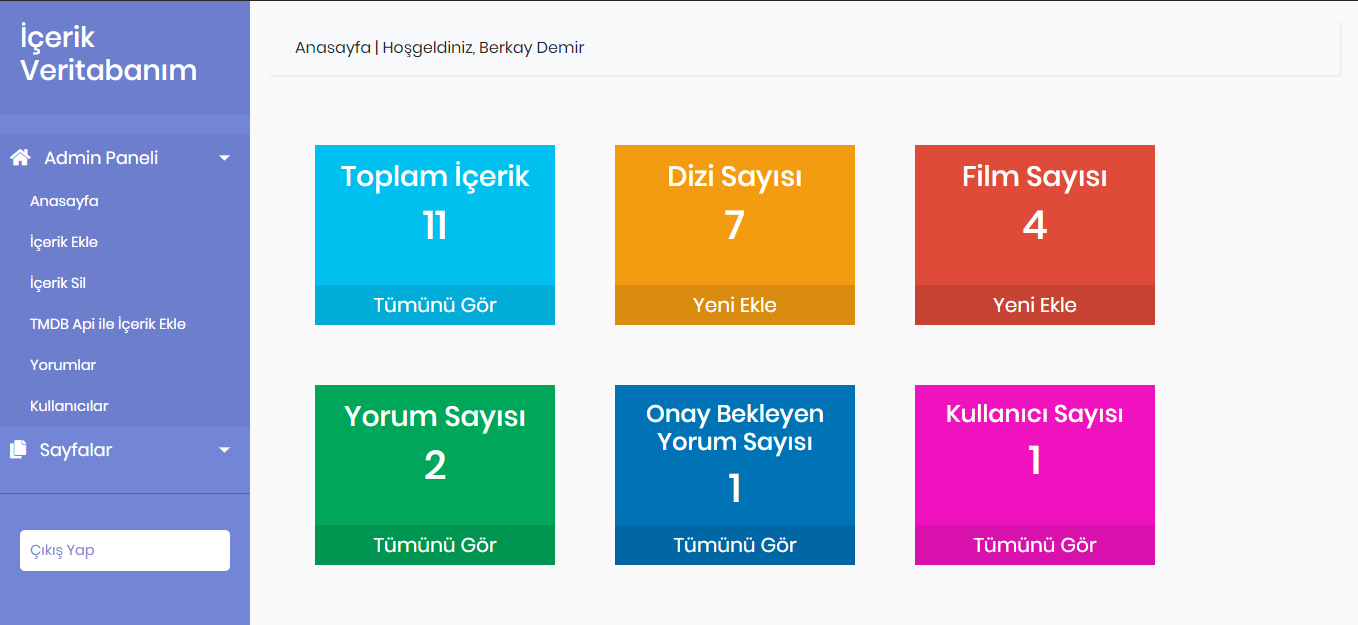 İçerik
Veritabanım
Admin Paneli
Anasayfa
İçerik Ekle
İçerik Sil
TMDB Api ile İçerik Ekle
Yorumlar
Kullanıcılar
Sayfalar
Çıkış Yap
Anasayfa | Hoşgeldiniz, Berkay Demir
Toplam İçerik
11
Tümünü Gör
Dizi Sayısı
7
Yeni Ekle
Film Sayısı
4
Yeni Ekle
Yorum Sayısı
2
Tümünü Gör
Onay Bekleyen
Yorum Sayısı
1
Tümünü Gör
Kullanıcı Sayısı
1
Tümünü Gör